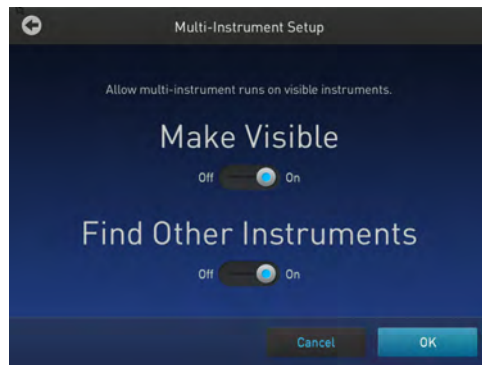 Multi-Instrument Setup
Allow multi-instrument runs on visible instruments.
Make Visible
Off On
Find Other Instruments
Off On
Cancel OK